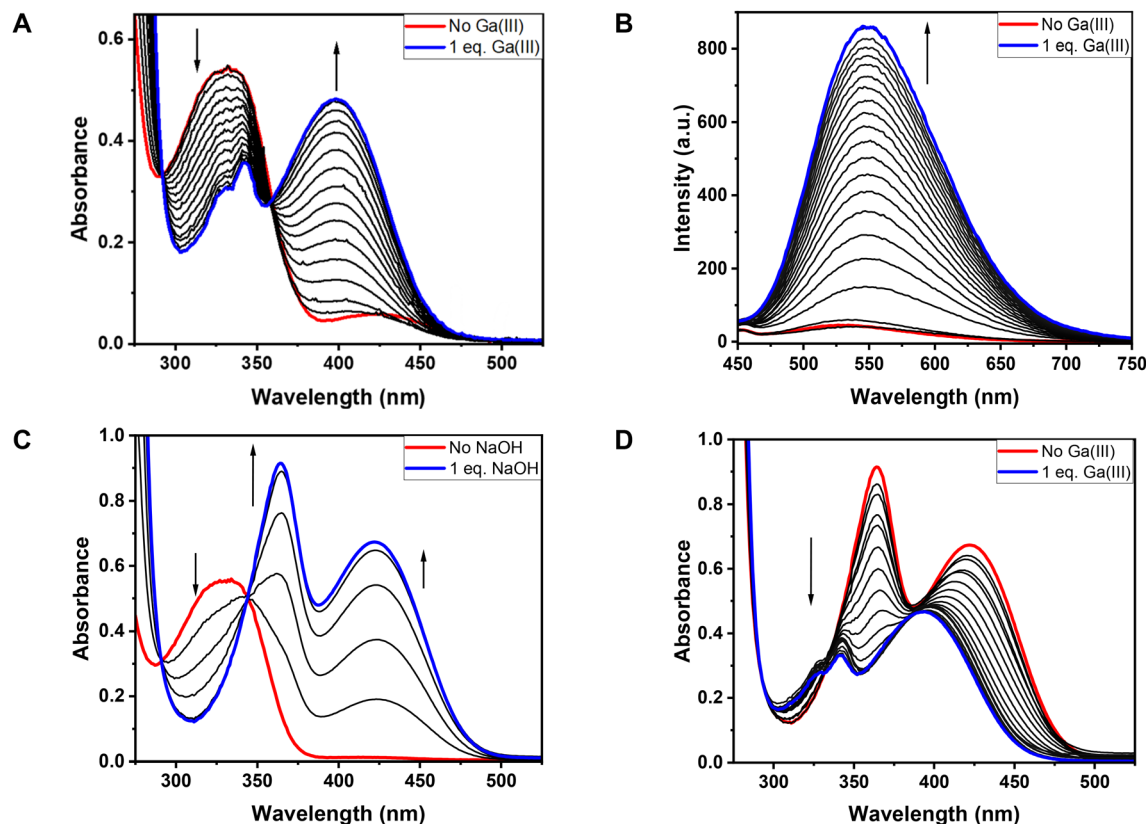 A
No Ga(III)
1 eq. Ga(III)
0.6
0.4
0.2
0.0
Absorbance
300 350 400 450 500
Wavelength (nm)
B
No Ga(III)
1 eq. Ga(III)
800
700
600
500
400
300
200
100
0
Intensity (a.u.)
450 500 550 600 650 700 750
Wavelength (nm)
C
No NaOH
1 eq. NaOH
1.0
0.8
0.6
0.4
0.2
0.0
Absorbance
300 350 400 450 500
Wavelength (nm)
D
No Ga(III)
1 eq. Ga(III)
1.0
0.8
0.6
0.4
0.2
0.0
Absorbance
300 350 400 450 500
Wavelength (nm)